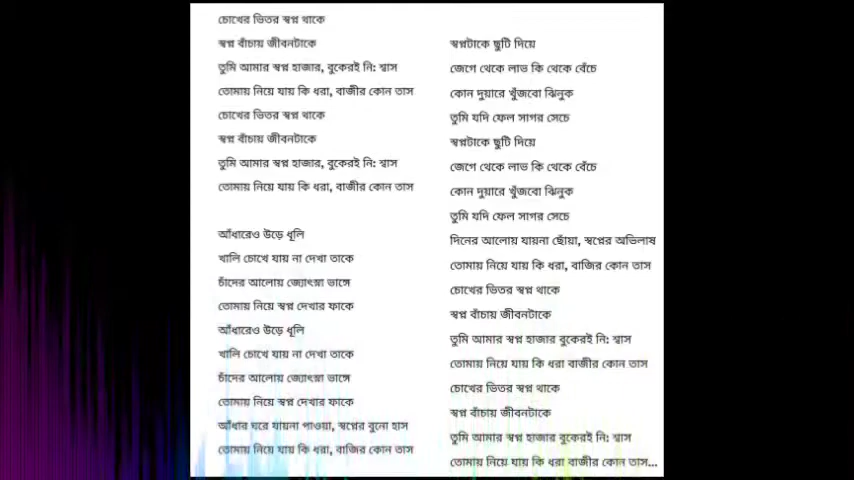 চোখের ভিতর স্বপ্ন থাকে
স্বপ্ন বাঁচায় জীবনটাকে
তুমি আমার স্বপ্ন হাজার, বুকেরই নি: শ্বাস
তোমায় নিয়ে যায় কি ধরা, বাজীর কোন তাস
চোখের ভিতর স্বপ্ন থাকে
স্বপ্ন বাঁচায় জীবনটাকে
তুমি আমার স্বপ্ন হাজার, বুকেরই নি: শ্বাস
তোমায় নিয়ে যায় কি ধরা, বাজীর কোন তাস
আঁধারেও উড়ে ধূলি
খালি চোখে যায় না দেখা তাকে
চাঁদের আলোয় জ্যোৎস্না ভাঙ্গে
তোমায় নিয়ে স্বপ্ন দেখার ফাকে
আঁধারেও উড়ে ধূলি
খালি চোখে যায় না দেখা তাকে
চাঁদের আলোয় জ্যোৎস্না ভাঙ্গে
তোমায় নিয়ে স্বপ্ন দেখার ফাকে
আঁধার ঘরে যায়না পাওয়া, স্বপ্নের বুনো হাস
তোমায় নিয়ে যায় কি ধরা, বাজির কোন তাস
স্বপ্নটাকে ছুটি দিয়ে
জেগে থেকে লাভ কি থেকে বেঁচে
কোন দুয়ারে খুঁজবো ঝিনুক
তুমি যদি ফেল সাগর সেচে
স্বপ্নটাকে ছুটি দিয়ে
জেগে থেকে লাভ কি থেকে বেঁচে
কোন দুয়ারে খুঁজবো ঝিনুক
তুমি যদি ফেল সাগর সেচে
দিনের আলোয় যায়না ছোঁয়া, স্বপ্নের অভিলাষ
তোমায় নিয়ে যায় কি ধরা, বাজির কোন তাস
চোখের ভিতর স্বপ্ন থাকে
স্বপ্ন বাঁচায় জীবনটাকে
তুমি আমার স্বপ্ন হাজার বুকেরই নি: শ্বাস
তোমায় নিয়ে যায় কি ধরা বাজীর কোন তাস
চোখের ভিতর স্বপ্ন থাকে
স্বপ্ন বাঁচায় জীবনটাকে
তুমি আমার স্বপ্ন হাজার বুকেরই নি: শ্বাস
তোমায় নিয়ে যায় কি ধরা বাজীর কোন তাস...